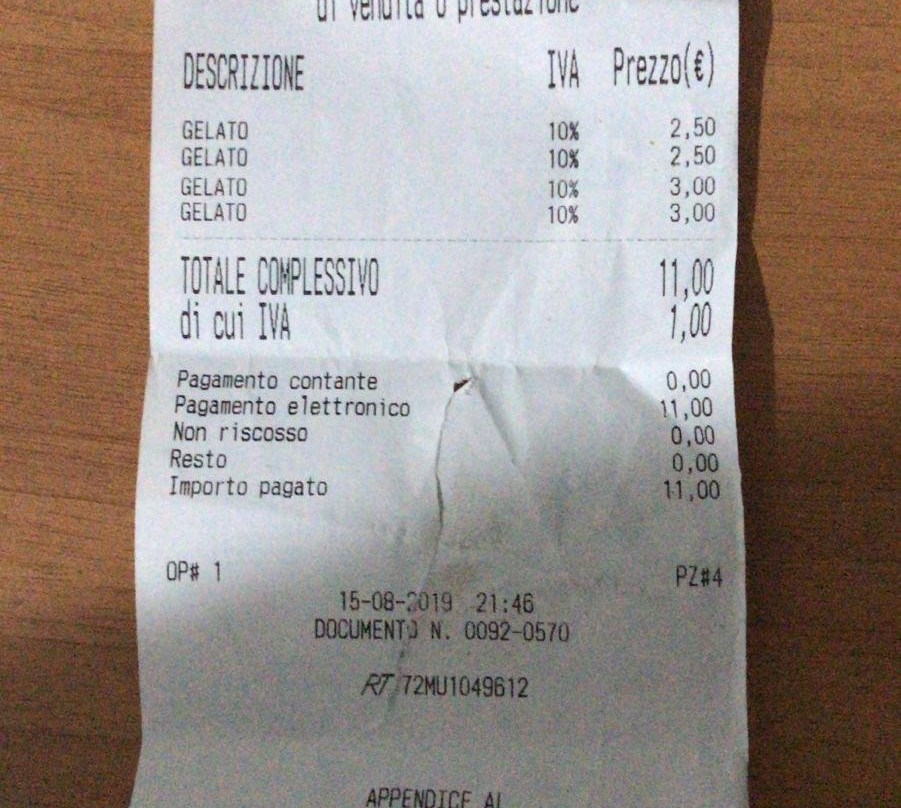 di vendita o prestazione
DESCRIZIONE IVA Prezzo(€)
GELATO 10% 2,50
GELATO 10% 2,50
GELATO 10% 3,00
GELATO 10% 3,00
TOTALE COMPLESSIVO 11,00
di cui IVA 1,00
Pagamento contante 0,00
Pagamento elettronico 11,00
Non riscosso 0,00
Resto 0,00
Importo pagato 11,00
OP# 1 PZ#4
15-08-2019 21:46
DOCUMENTO N. 0092-0570
RT 72MU1049612
APPENDICE AL